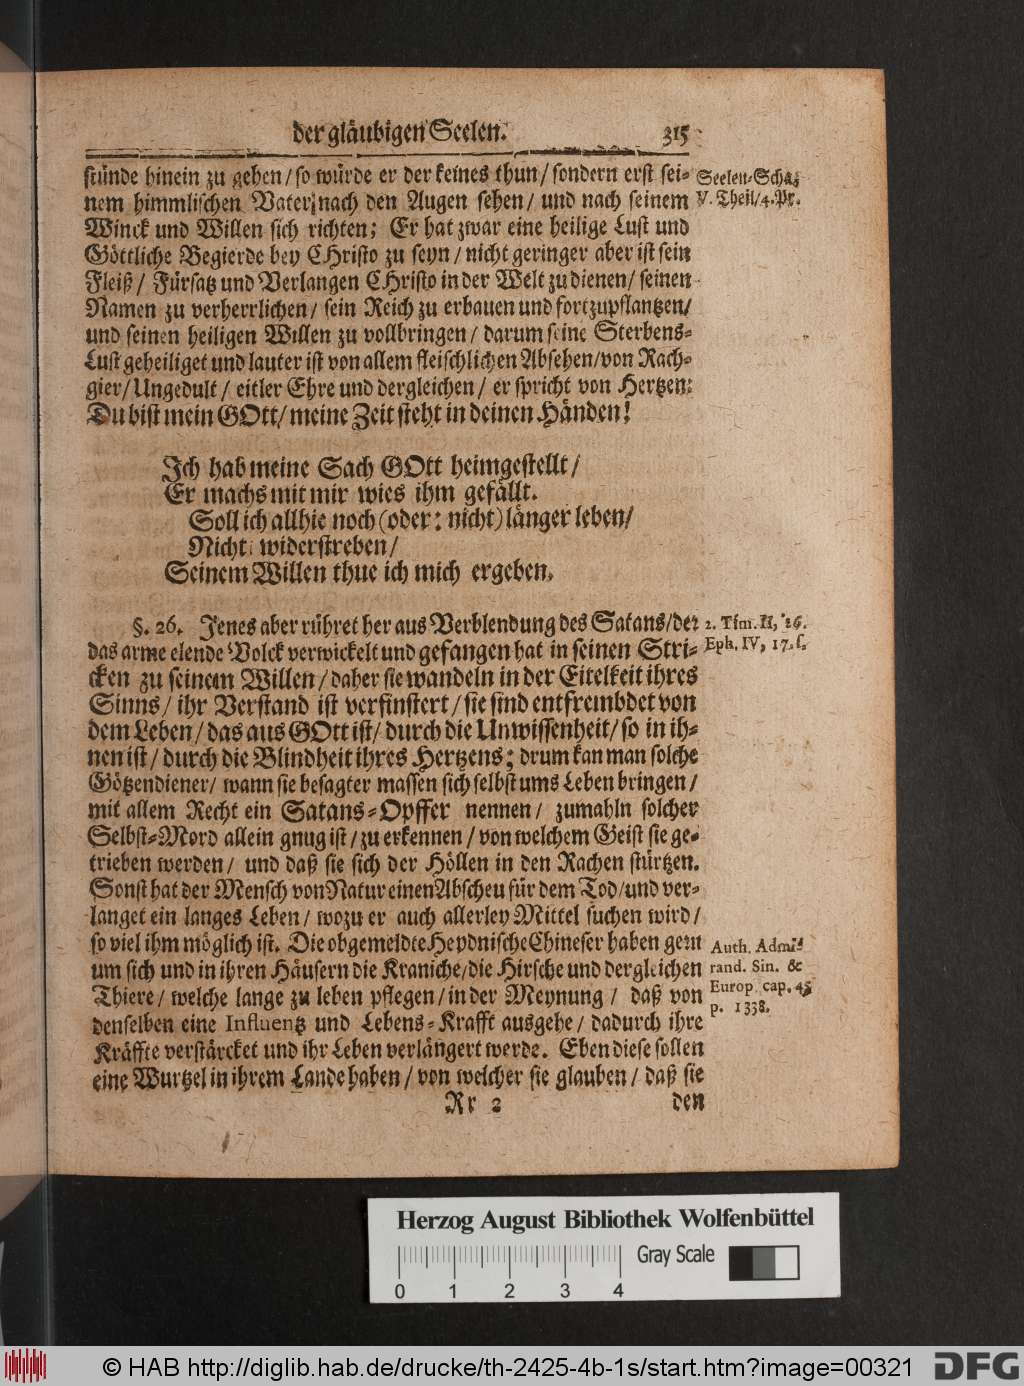 der gläubigen Seelen. 315
stünde hinein zu gehen/ so würde er der keines thun/ sondern erst sei-
nem himmlischen Vater nach den Augen sehen/ und nach seinem
Winck und Willen sich richten; Er hat zwar eine heilige Lust und
Göttliche Begierde bey CHristo zu seyn/ nicht geringer aber ist sein
Fleiß/ Fürsatz und Verlangen CHristo in der Welt zu dienen/ seinen
Namen zu verherrlichen/ sein Reich zu erbauen und fortzupflantzen/
und seinen heiligen Willen zu vollbringen/ darum seine Sterbens-
Lust geheiliget und lauter ist von allem fleischlichen Absehen/ von Rach-
gier/ Ungedult/ eitler Ehre und dergleichen/ er spricht von Hertzen:
Du bist mein GOtt/ meine Zeit steht in deinen Händen!
Seelen-Schatz
V. Theil/ 4. Pr.
Ich hab meine Sach GOtt heimgestellt/
Er machs mit mir wies ihm gefällt.
Soll ich allhie noch (oder: nicht) länger leben/
Nicht widerstreben/
Seinem Willen thue ich mich ergeben.
§. 26. Jenes aber rühret her aus Verblendung des Satans/ der
das arme elende Volck verwickelt und gefangen hat in seinen Stri-
cken zu seinem Willen/ daher sie wandeln in der Eitelkeit ihres
Sinns/ ihr Verstand ist verfinstert/ sie sind entfrembdet von
dem Leben/ das aus GOtt ist/ durch die Unwissenheit/ so in ih-
nen ist/ durch die Blindheit ihres Hertzens; drum kan man solche
Götzendiener/ wann sie besagter massen sich selbst ums Leben bringen/
mit allem Recht ein Satans-Opffer nennen/ zumahln solcher
Selbst-Mord allein gnug ist/ zu erkennen/ von welchem Geist sie ge-
trieben werden/ und daß sie sich der Höllen in den Rachen stürtzen.
Sonst hat der Mensch von Natur einen Abscheu für dem Tod/ und ver-
langet ein langes Leben/ wozu er auch allerley Mittel suchen wird/
so viel ihm möglich ist. Die obgemeldte Heydnische Chineser haben gern
um sich und in ihren Häusern die Kraniche/ die Hirsche und dergleichen
Thiere/ welche lange zu leben pflegen/ in der Meynung/ daß von
denselben eine Influentz und Lebens-Krafft ausgehe/ dadurch ihre
Kräffte verstärcket und ihr Leben verlängert werde. Eben diese sollen
eine Wurtzel in ihrem Lande haben/ von welcher sie glauben/ daß sie
2. Tim. II, 26.
Eph. IV, 17. s.
Auth. Admi-
rand. Sin. &
Europ. cap. 45
p. 1338.
Rr 2 den
Herzog August Bibliothek Wolfenbüttel
Gray Scale
0 1 2 3 4
© HAB http://diglib.hab.de/drucke/th-2425-4b-1s/start.htm?image=00321
DFG